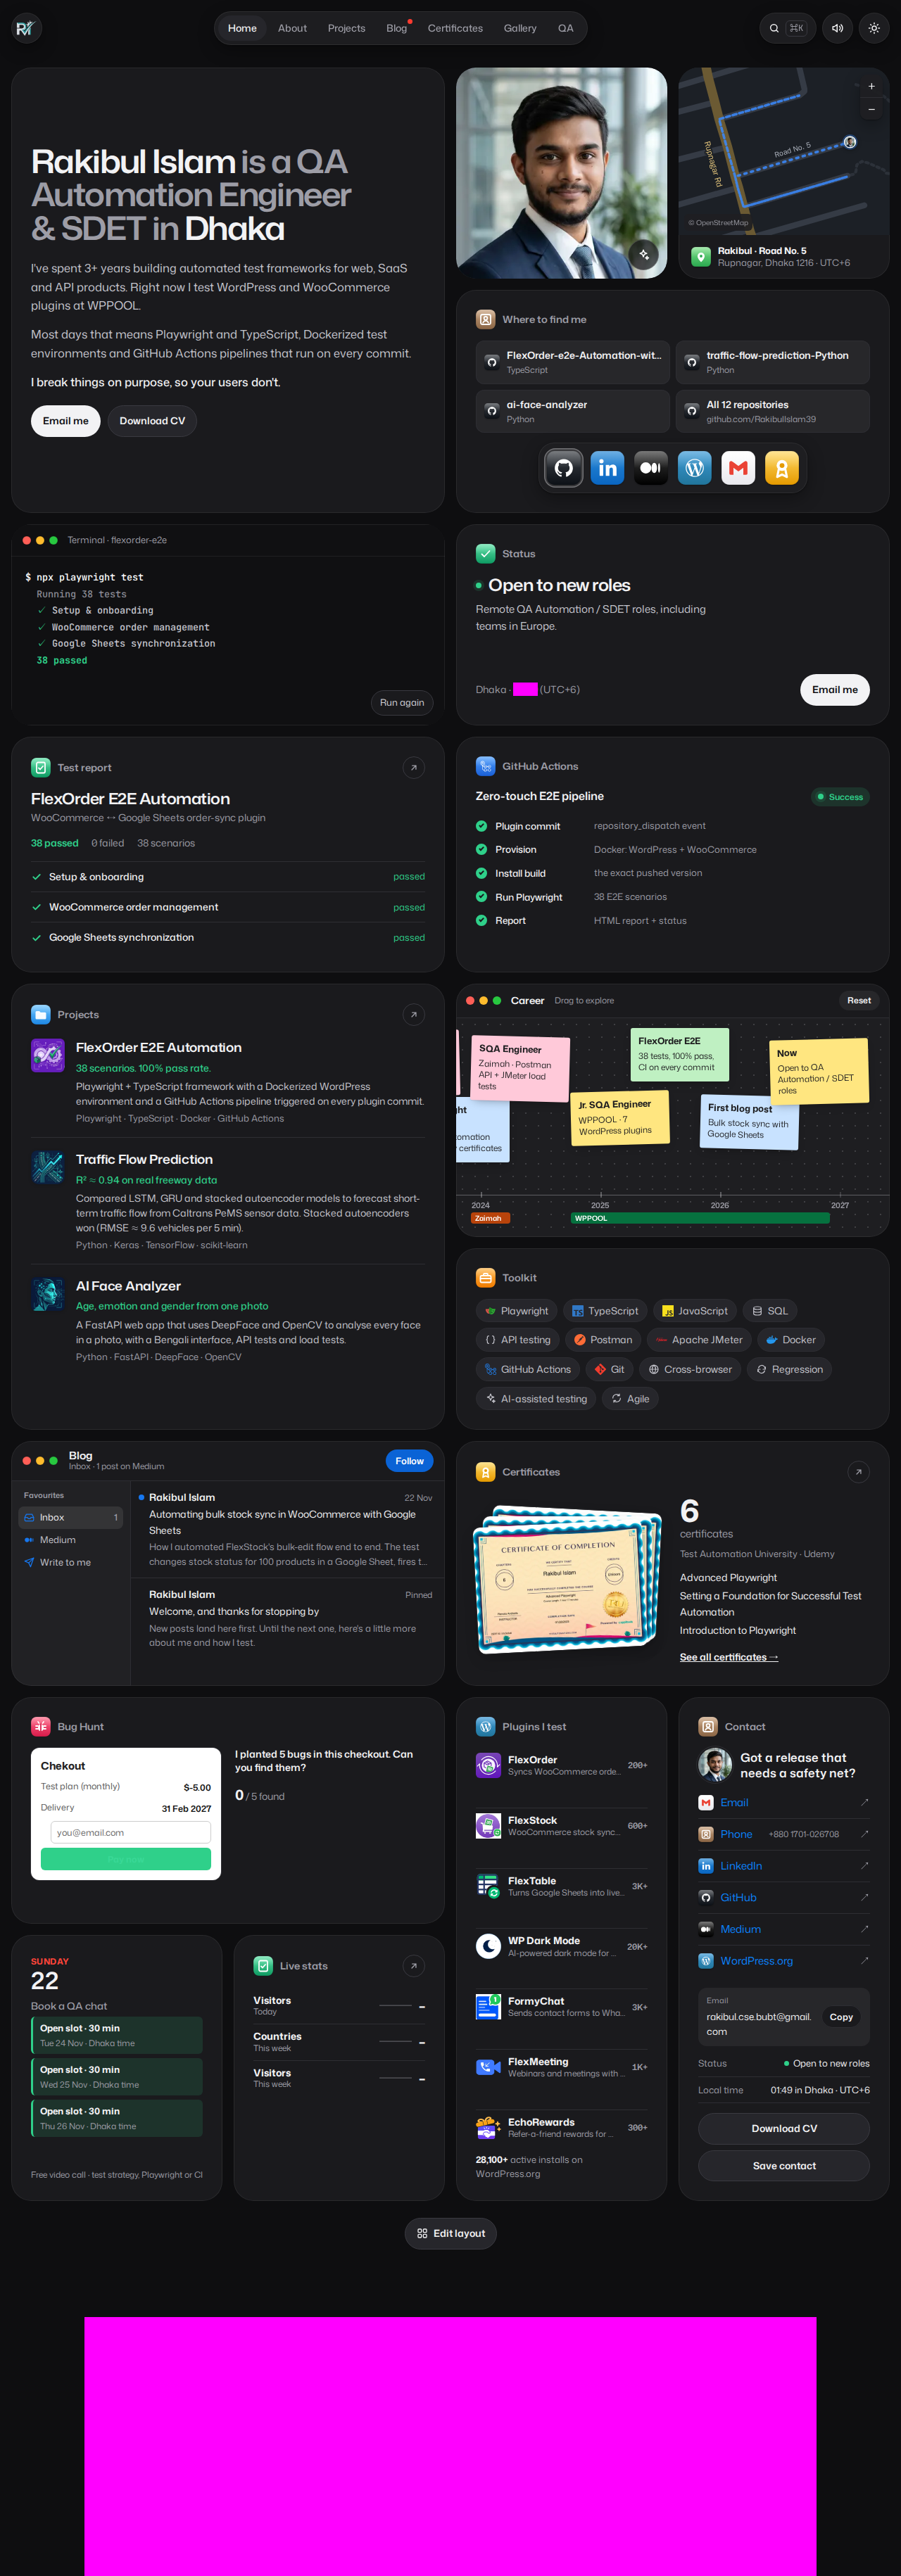 Home
About
Projects
Blog
Certificates
Gallery
QA
⌘K
Rakibul Islam is a QA
Automation Engineer
& SDET in Dhaka
I've spent 3+ years building automated test frameworks for web, SaaS
and API products. Right now I test WordPress and WooCommerce
plugins at WPPOOL.
Most days that means Playwright and TypeScript, Dockerized test
environments and GitHub Actions pipelines that run on every commit.
I break things on purpose, so your users don't.
Email me
Download CV
Rupnagar Rd
Road No. 5
+
−
© OpenStreetMap
Rakibul · Road No. 5
Rupnagar, Dhaka 1216 · UTC+6
Where to find me
FlexOrder-e2e-Automation-wit...
TypeScript
traffic-flow-prediction-Python
Python
ai-face-analyzer
Python
All 12 repositories
github.com/RakibulIslam39
Terminal · flexorder-e2e
$ npx playwright test
Running 38 tests
✓ Setup & onboarding
✓ WooCommerce order management
✓ Google Sheets synchronization
38 passed
Run again
Status
Open to new roles
Remote QA Automation / SDET roles, including
teams in Europe.
Dhaka · (UTC+6)
Email me
Test report
FlexOrder E2E Automation
WooCommerce ↔ Google Sheets order-sync plugin
38 passed 0 failed 38 scenarios
Setup & onboarding passed
WooCommerce order management passed
Google Sheets synchronization passed
GitHub Actions
Zero-touch E2E pipeline
Success
Plugin commit repository_dispatch event
Provision Docker: WordPress + WooCommerce
Install build the exact pushed version
Run Playwright 38 E2E scenarios
Report HTML report + status
Projects
FlexOrder E2E Automation
38 scenarios. 100% pass rate.
Playwright + TypeScript framework with a Dockerized WordPress
environment and a GitHub Actions pipeline triggered on every plugin commit.
Playwright · TypeScript · Docker · GitHub Actions
Traffic Flow Prediction
R² ≈ 0.94 on real freeway data
Compared LSTM, GRU and stacked autoencoder models to forecast short-
term traffic flow from Caltrans PeMS sensor data. Stacked autoencoders
won (RMSE ≈ 9.6 vehicles per 5 min).
Python · Keras · TensorFlow · scikit-learn
AI Face Analyzer
Age, emotion and gender from one photo
A FastAPI web app that uses DeepFace and OpenCV to analyse every face
in a photo, with a Bengali interface, API tests and load tests.
Python · FastAPI · DeepFace · OpenCV
Career
Drag to explore
Reset
SQA Engineer
Zaimah · Postman
API + JMeter load
tests
ght
tomation
certificates
Jr. SQA Engineer
WPPOOL · 7
WordPress plugins
FlexOrder E2E
38 tests, 100% pass,
CI on every commit
First blog post
Bulk stock sync with
Google Sheets
Now
Open to QA
Automation / SDET
roles
2024
2025
2026
2027
Zaimah
WPPOOL
Toolkit
Playwright
TypeScript
JavaScript
SQL
API testing
Postman
Apache JMeter
Docker
GitHub Actions
Git
Cross-browser
Regression
AI-assisted testing
Agile
Blog
Inbox · 1 post on Medium
Follow
Favourites
Inbox 1
Medium
Write to me
Rakibul Islam 22 Nov
Automating bulk stock sync in WooCommerce with Google
Sheets
How I automated FlexStock's bulk-edit flow end to end. The test
changes stock status for 100 products in a Google Sheet, fires t...
Rakibul Islam Pinned
Welcome, and thanks for stopping by
New posts land here first. Until the next one, here's a little more
about me and how I test.
Certificates
CERTIFICATE OF COMPLETION
Rakibul Islam
6
certificates
Test Automation University · Udemy
Advanced Playwright
Setting a Foundation for Successful Test
Automation
Introduction to Playwright
See all certificates →
Bug Hunt
Chekout
Test plan (monthly) $-5.00
Delivery 31 Feb 2027
you@email.com
I planted 5 bugs in this checkout. Can
you find them?
0 / 5 found
Plugins I test
FlexOrder
Syncs WooCommerce orde... 200+
FlexStock
WooCommerce stock sync... 600+
FlexTable
Turns Google Sheets into live... 3K+
WP Dark Mode
AI-powered dark mode for ... 20K+
FormyChat
Sends contact forms to Wha... 3K+
FlexMeeting
Webinars and meetings with ... 1K+
EchoRewards
Refer-a-friend rewards for ... 300+
28,100+ active installs on
WordPress.org
Contact
Got a release that
needs a safety net?
Email
Phone +880 1701-026708
LinkedIn
GitHub
Medium
WordPress.org
Email
rakibul.cse.bubt@gmail.
com
Copy
Status Open to new roles
Local time 01:49 in Dhaka · UTC+6
Download CV
Save contact
SUNDAY
22
Book a QA chat
Open slot · 30 min
Tue 24 Nov · Dhaka time
Open slot · 30 min
Wed 25 Nov · Dhaka time
Open slot · 30 min
Thu 26 Nov · Dhaka time
Free video call · test strategy, Playwright or CI
Live stats
Visitors
Today
–
Countries
This week
–
Visitors
This week
–
Edit layout